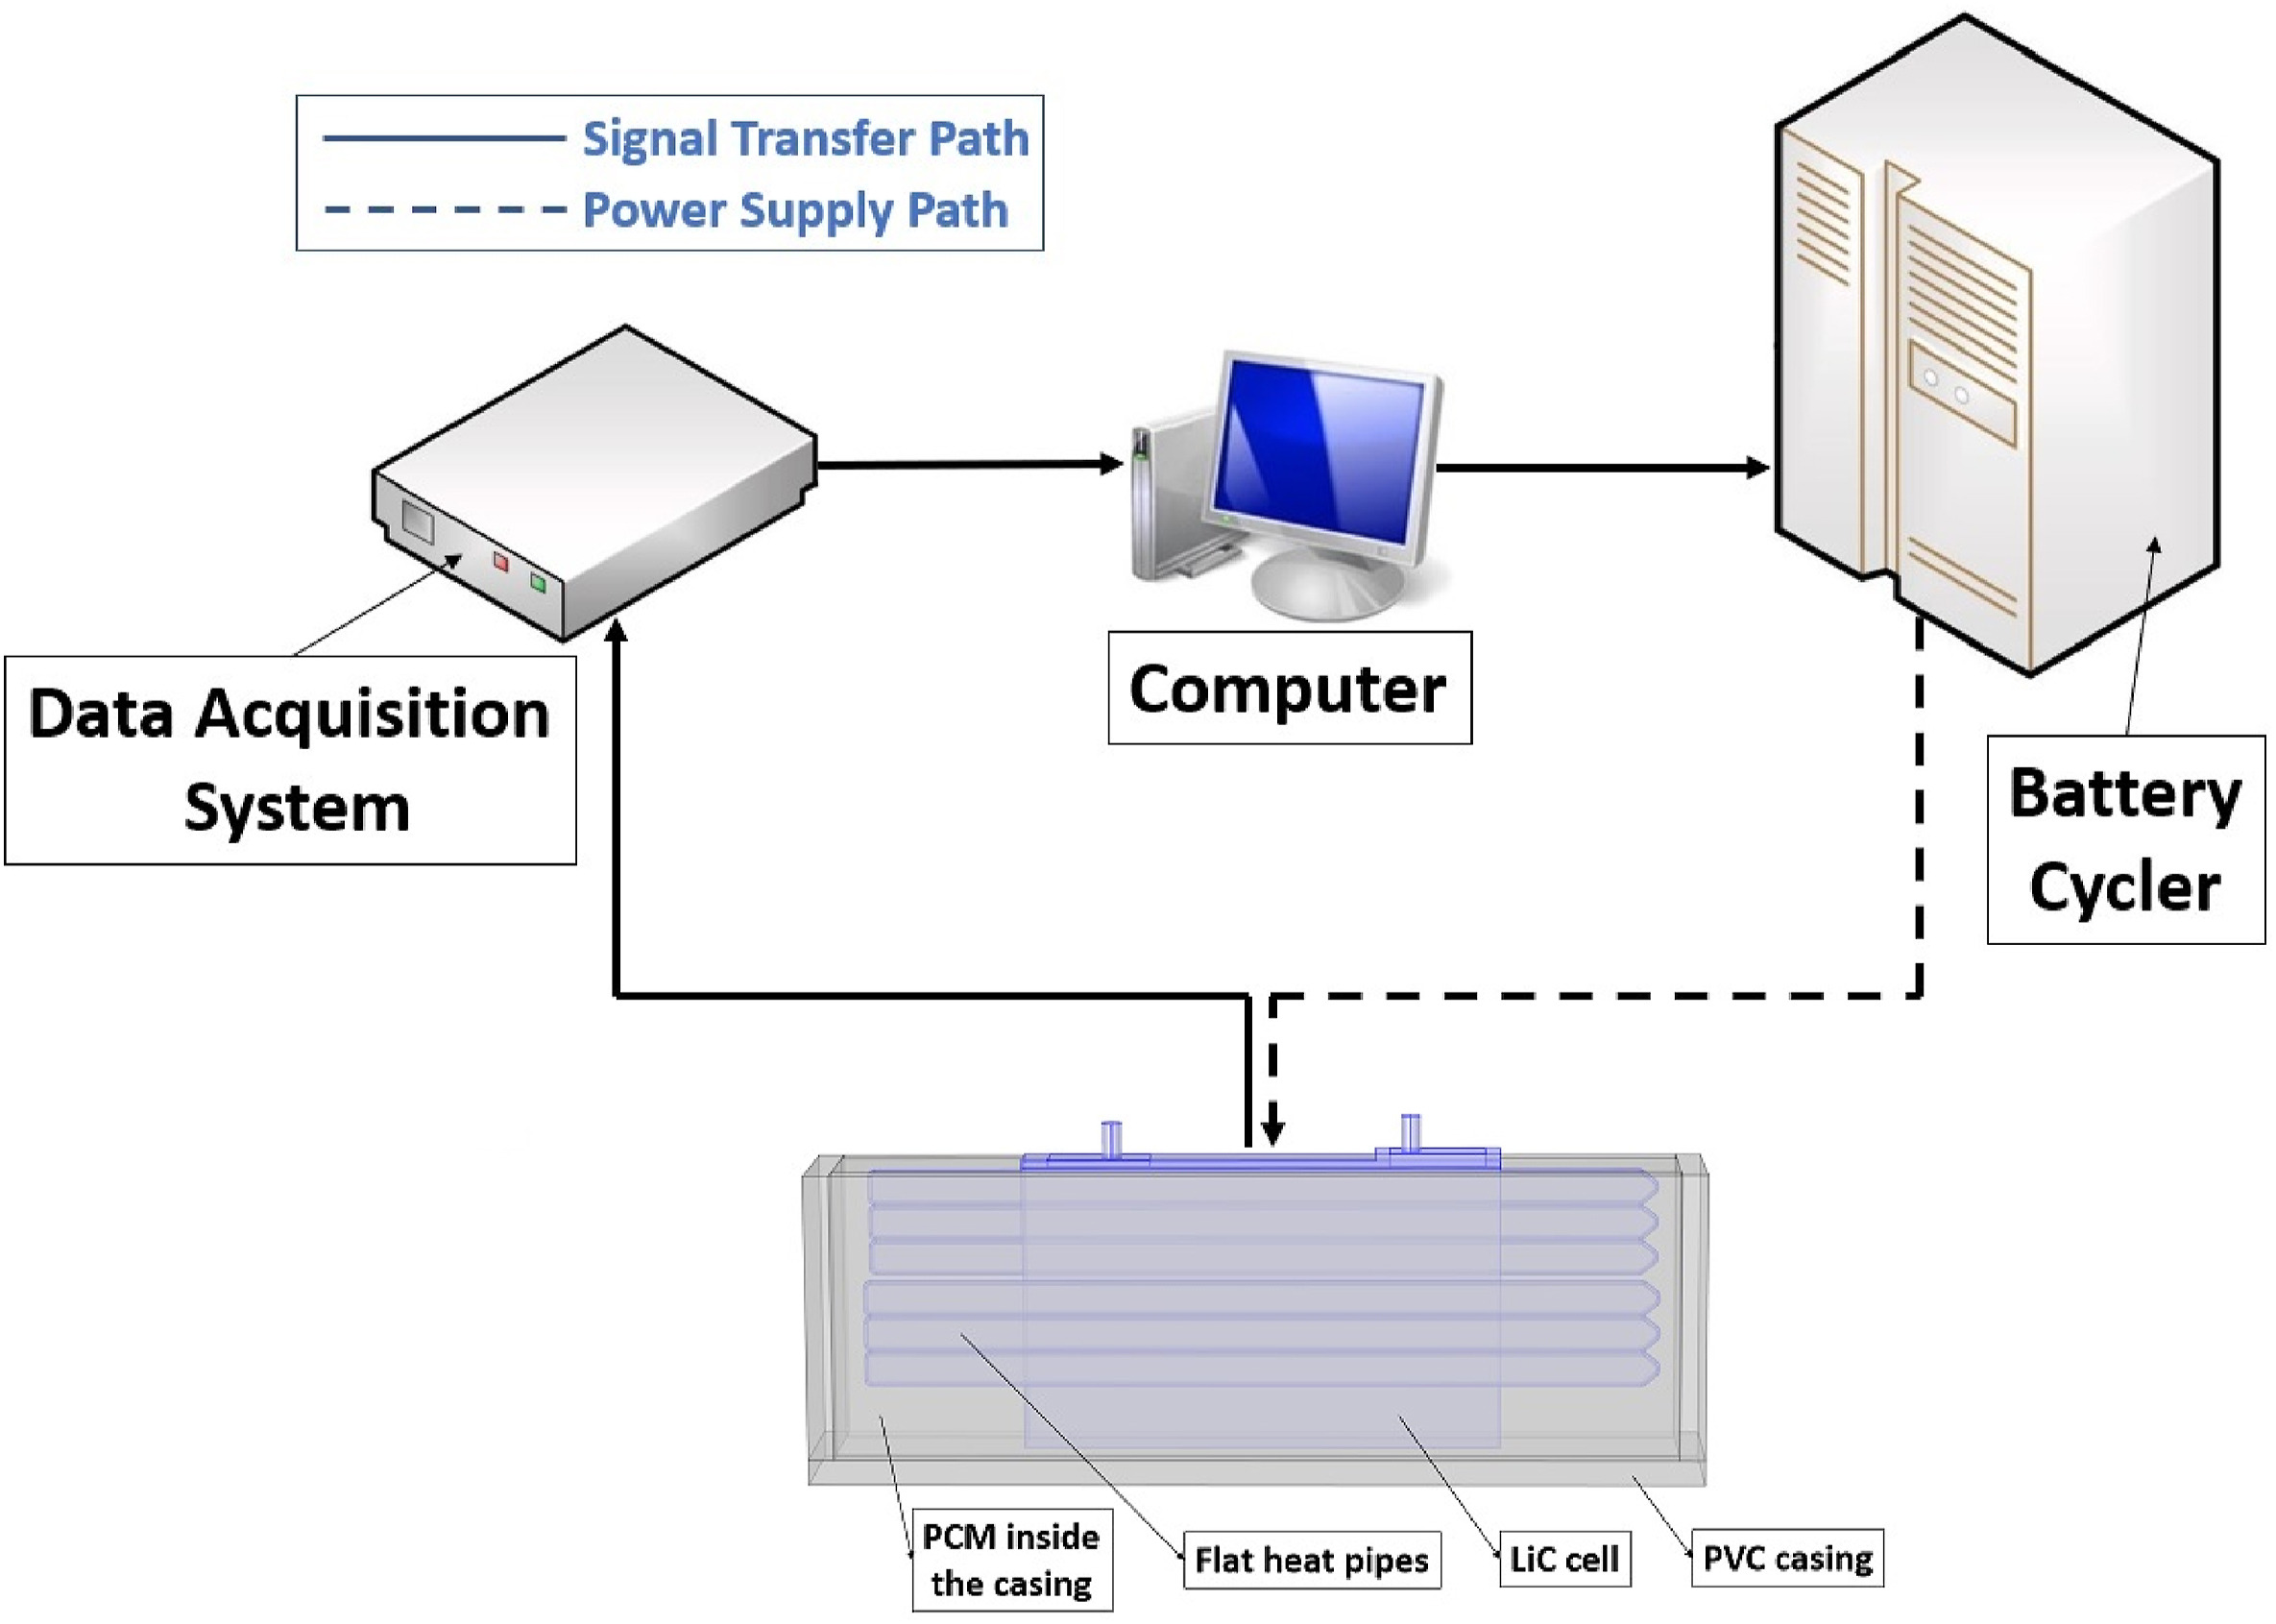 Signal Transfer Path
Power Supply Path
Data Acquisition
System
Computer
Battery
Cycler
PCM inside
the casing
Flat heat pipes
LiC cell
PVC casing